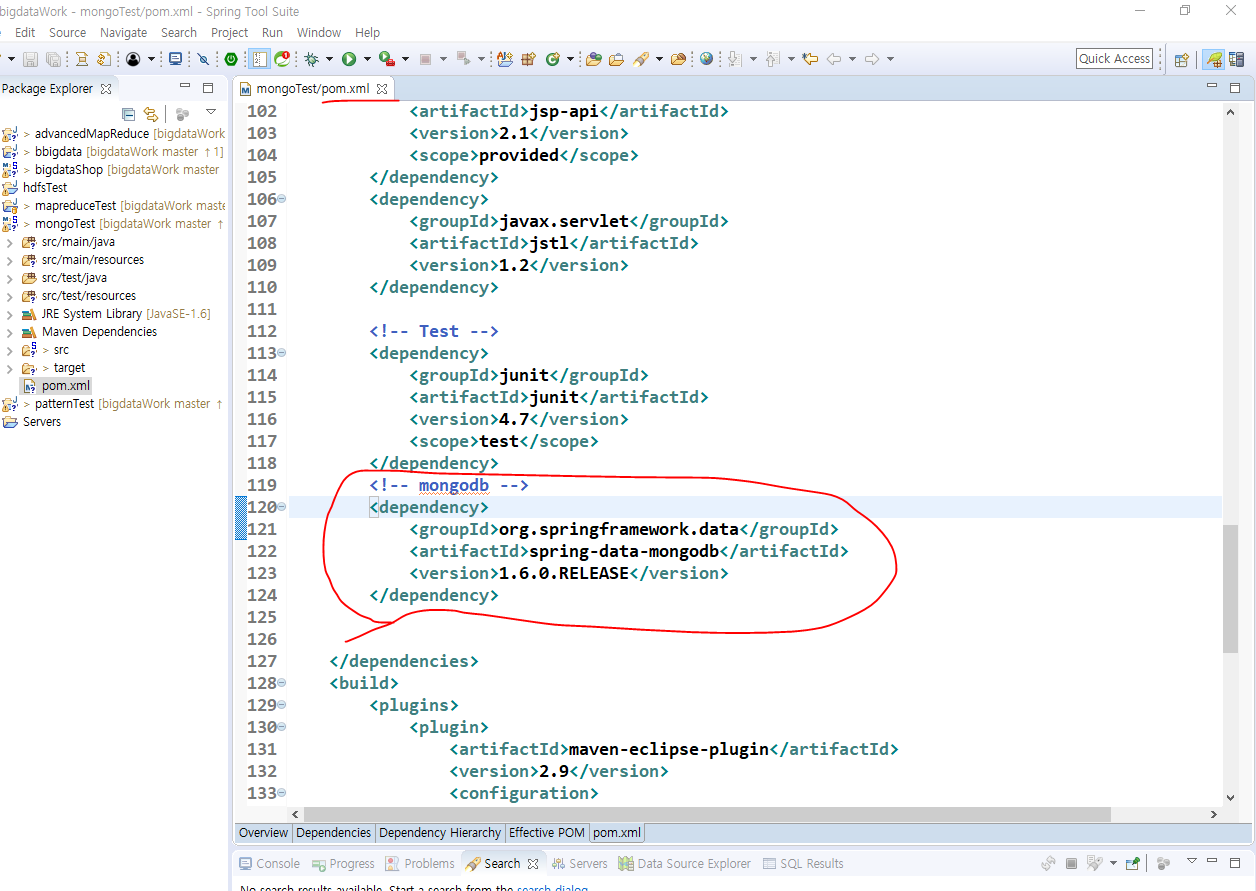 bigdataWork - mongoTest/pom.xml - Spring Tool Suite
Edit Source Navigate Search Project Run Window Help
Quick Access
Package Explorer
mongoTest/pom.xml
> advancedMapReduce [bigdataWork
> bbigdata [bigdataWork master ↑1]
> bigdataShop [bigdataWork master
hdfsTest
> mapreduceTest [bigdataWork maste
> mongoTest [bigdataWork master ↑
src/main/java
src/main/resources
src/test/java
src/test/resources
JRE System Library [JavaSE-1.6]
Maven Dependencies
> src
> target
pom.xml
> patternTest [bigdataWork master ↑
Servers
102 <artifactId>jsp-api</artifactId>
103 <version>2.1</version>
104 <scope>provided</scope>
105 </dependency>
106 <dependency>
107 <groupId>javax.servlet</groupId>
108 <artifactId>jstl</artifactId>
109 <version>1.2</version>
110 </dependency>
111
112 <!-- Test -->
113 <dependency>
114 <groupId>junit</groupId>
115 <artifactId>junit</artifactId>
116 <version>4.7</version>
117 <scope>test</scope>
118 </dependency>
119 <!-- mongodb -->
120 <dependency>
121 <groupId>org.springframework.data</groupId>
122 <artifactId>spring-data-mongodb</artifactId>
123 <version>1.6.0.RELEASE</version>
124 </dependency>
125
126
127 </dependencies>
128 <build>
129 <plugins>
130 <plugin>
131 <artifactId>maven-eclipse-plugin</artifactId>
132 <version>2.9</version>
133 <configuration>
Overview Dependencies Dependency Hierarchy Effective POM pom.xml
Console Progress Problems Search Servers Data Source Explorer SQL Results
No search results available. Start a search from the search dialog...